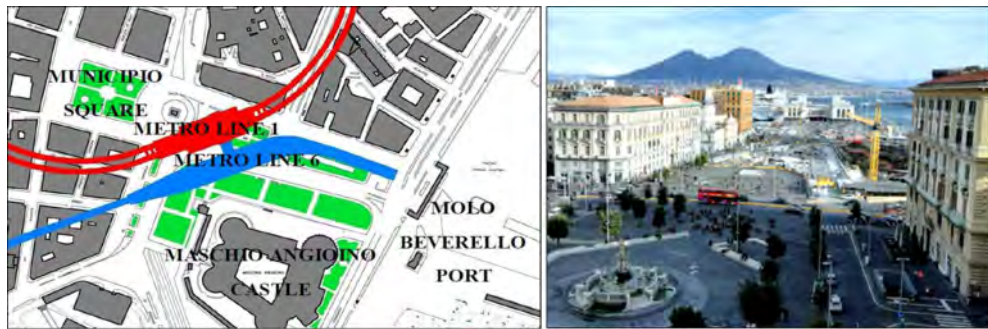 MUNICIPIO
SQUARE
METRO LINE 1
METRO LINE 6
MOLO
BEVERELLO
PORT
MASCHIO ANGIOINO
CASTLE